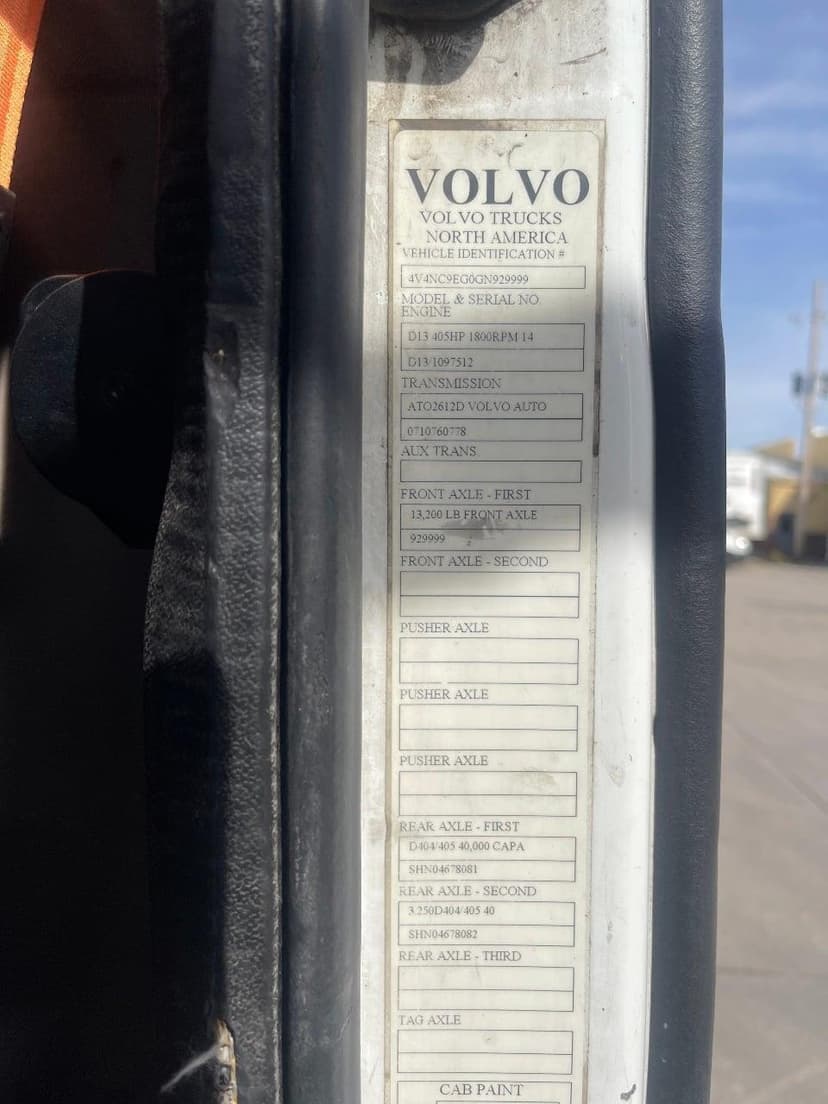 VOLVO
VOLVO TRUCKS
NORTH AMERICA
VEHICLE IDENTIFICATION #
4V4NC9EG0GN929999
MODEL & SERIAL NO.
ENGINE
D13 405HP 1800RPM 14
D13/1097512
TRANSMISSION
ATO2612D VOLVO AUTO
0710760778
AUX TRANS.
FRONT AXLE - FIRST
13,200 LB FRONT AXLE
929999
FRONT AXLE - SECOND
PUSHER AXLE
PUSHER AXLE
PUSHER AXLE
REAR AXLE - FIRST
D404/405 40,000 CAPA
SHN04678081
REAR AXLE - SECOND
3.250D404/405 40
SHN04678082
REAR AXLE - THIRD
TAG AXLE
CAB PAINT